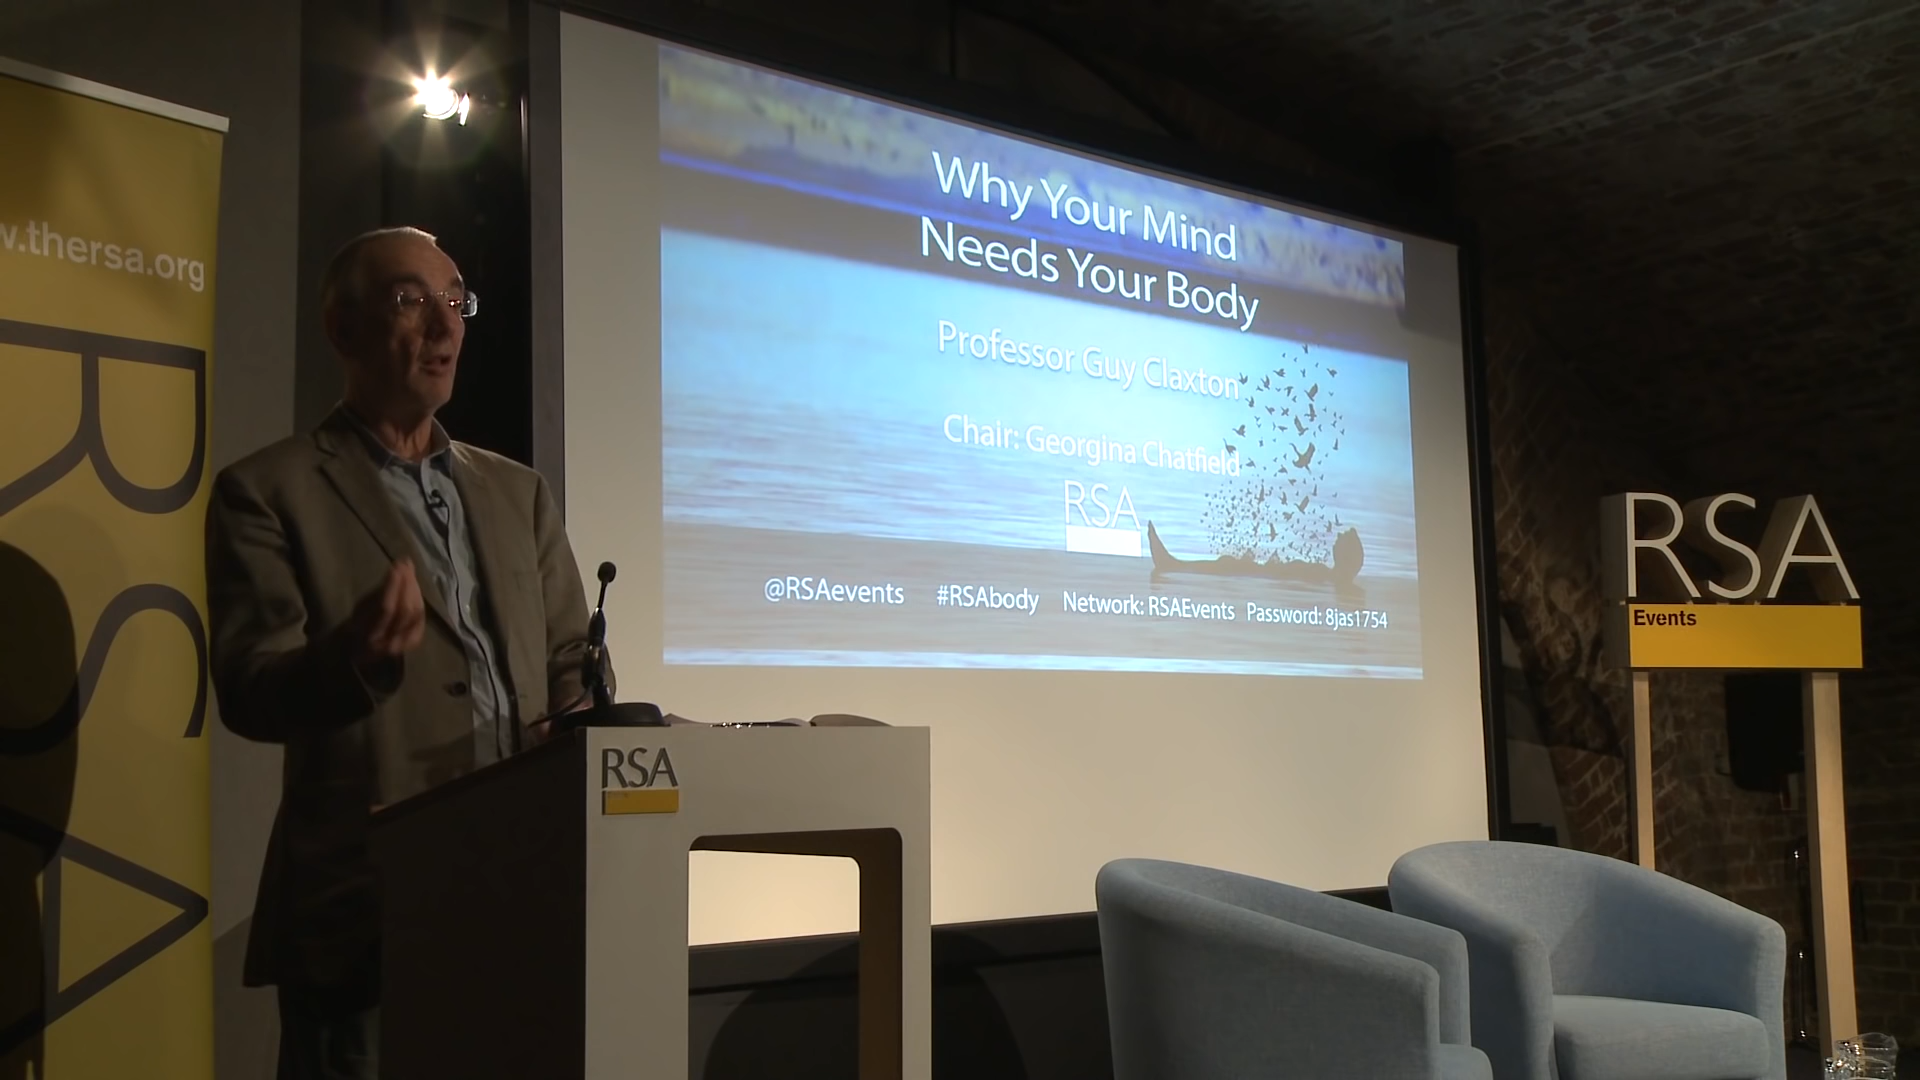 w.thersa.org
RSA
Why Your Mind
Needs Your Body
Professor Guy Claxton
Chair: Georgina Chatfield
RSA
@RSAevents #RSAbody Network: RSAEvents Password: 8jas1754
RSA
RSA
Events